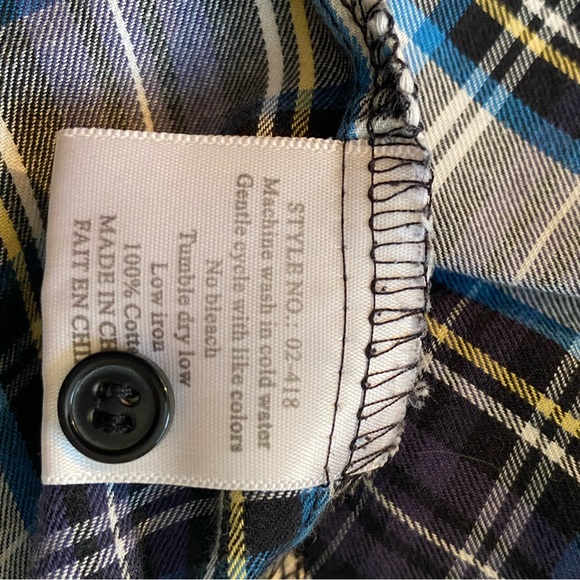 STYLE NO. 02-418
Machine wash in cold water
Gentle cycle with like colors
No bleach
Tumble dry low
Low iron
100% Cott
MADE IN CH
FAIT EN CHI